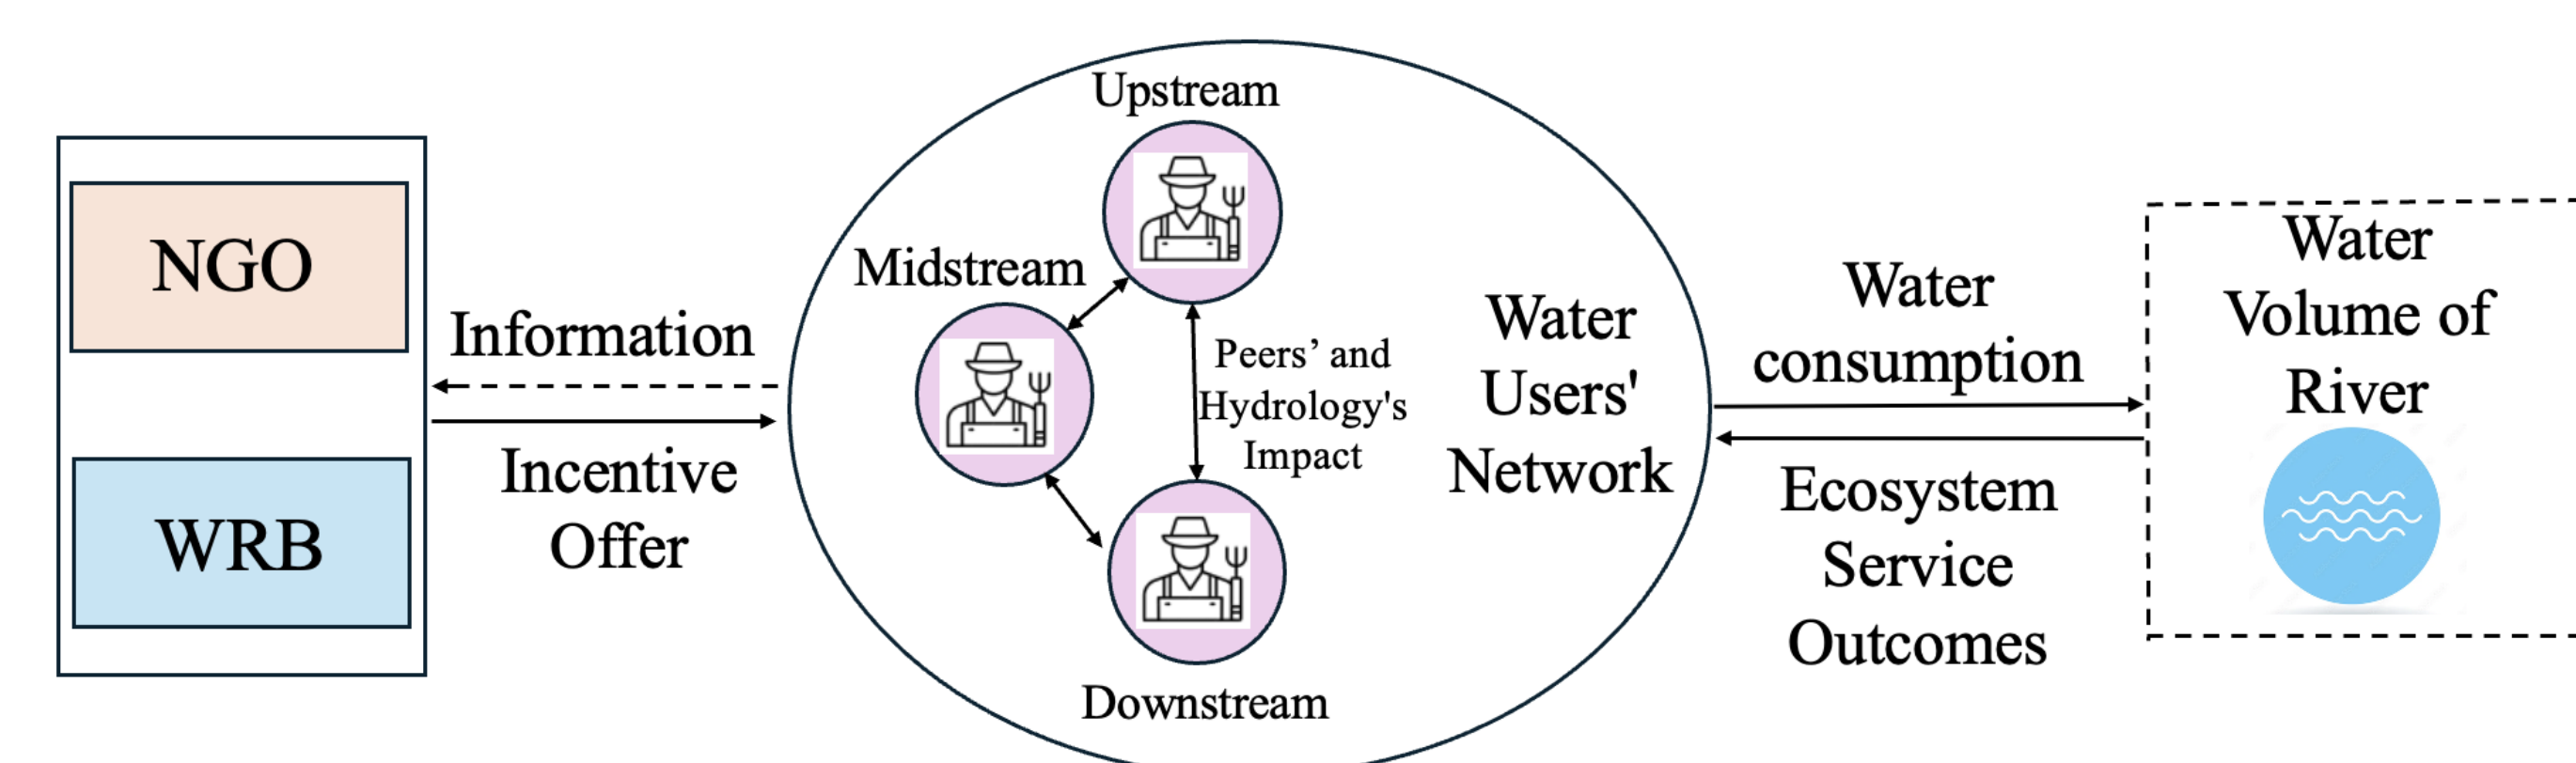 NGO
WRB
Information
Incentive
Offer
Upstream
Midstream
Peers’ and
Hydrology's
Impact
Downstream
Water
Users'
Network
Water
consumption
Ecosystem
Service
Outcomes
Water
Volume of
River